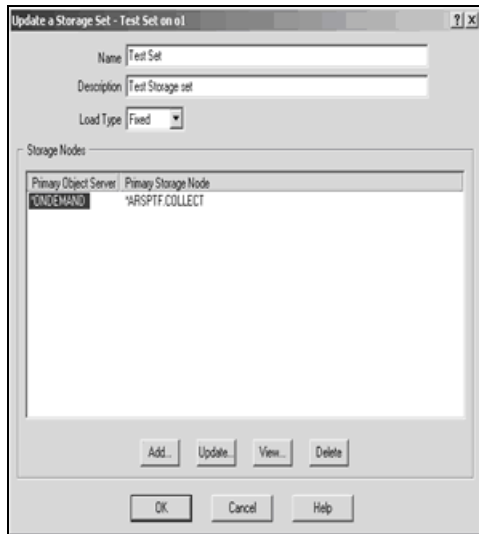 Update a Storage Set - Test Set on o1
Name Test Set
Description Test Storage set
Load Type Fixed
Storage Nodes
Primary Object Server Primary Storage Node
*ONDEMAND *ARSPTF.COLLECT
Add... Update... View... Delete
OK Cancel Help